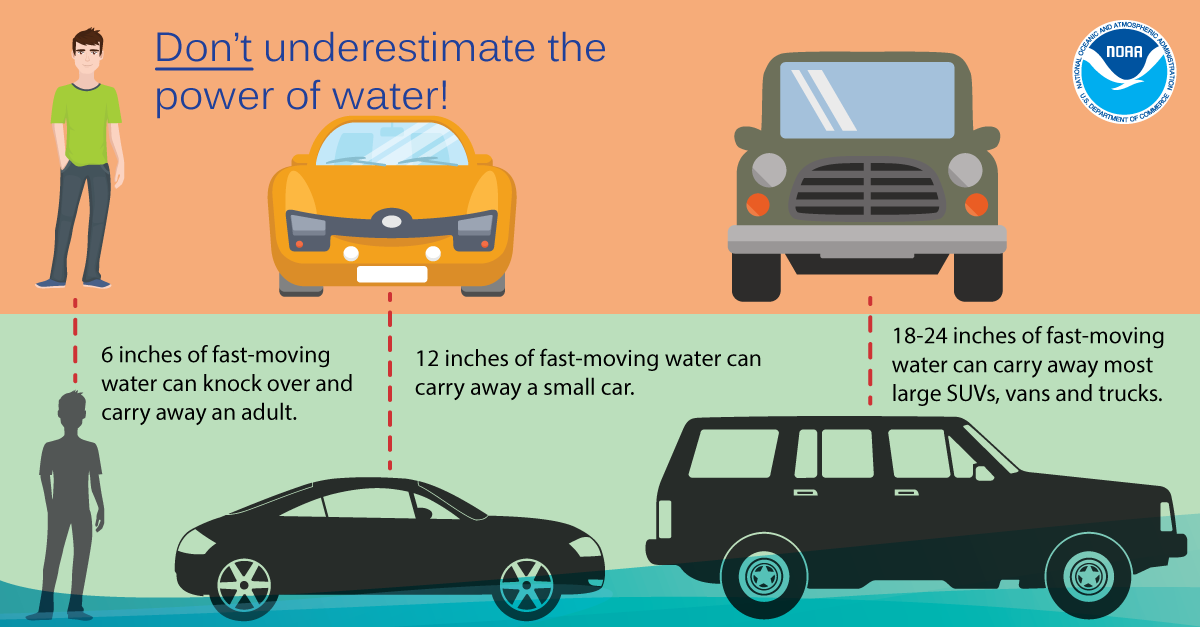 Don't underestimate the
power of water!
NATIONAL OCEANIC AND ATMOSPHERIC ADMINISTRATION
NOAA
U.S. DEPARTMENT OF COMMERCE
6 inches of fast-moving
water can knock over and
carry away an adult.
12 inches of fast-moving water can
carry away a small car.
18-24 inches of fast-moving
water can carry away most
large SUVs, vans and trucks.